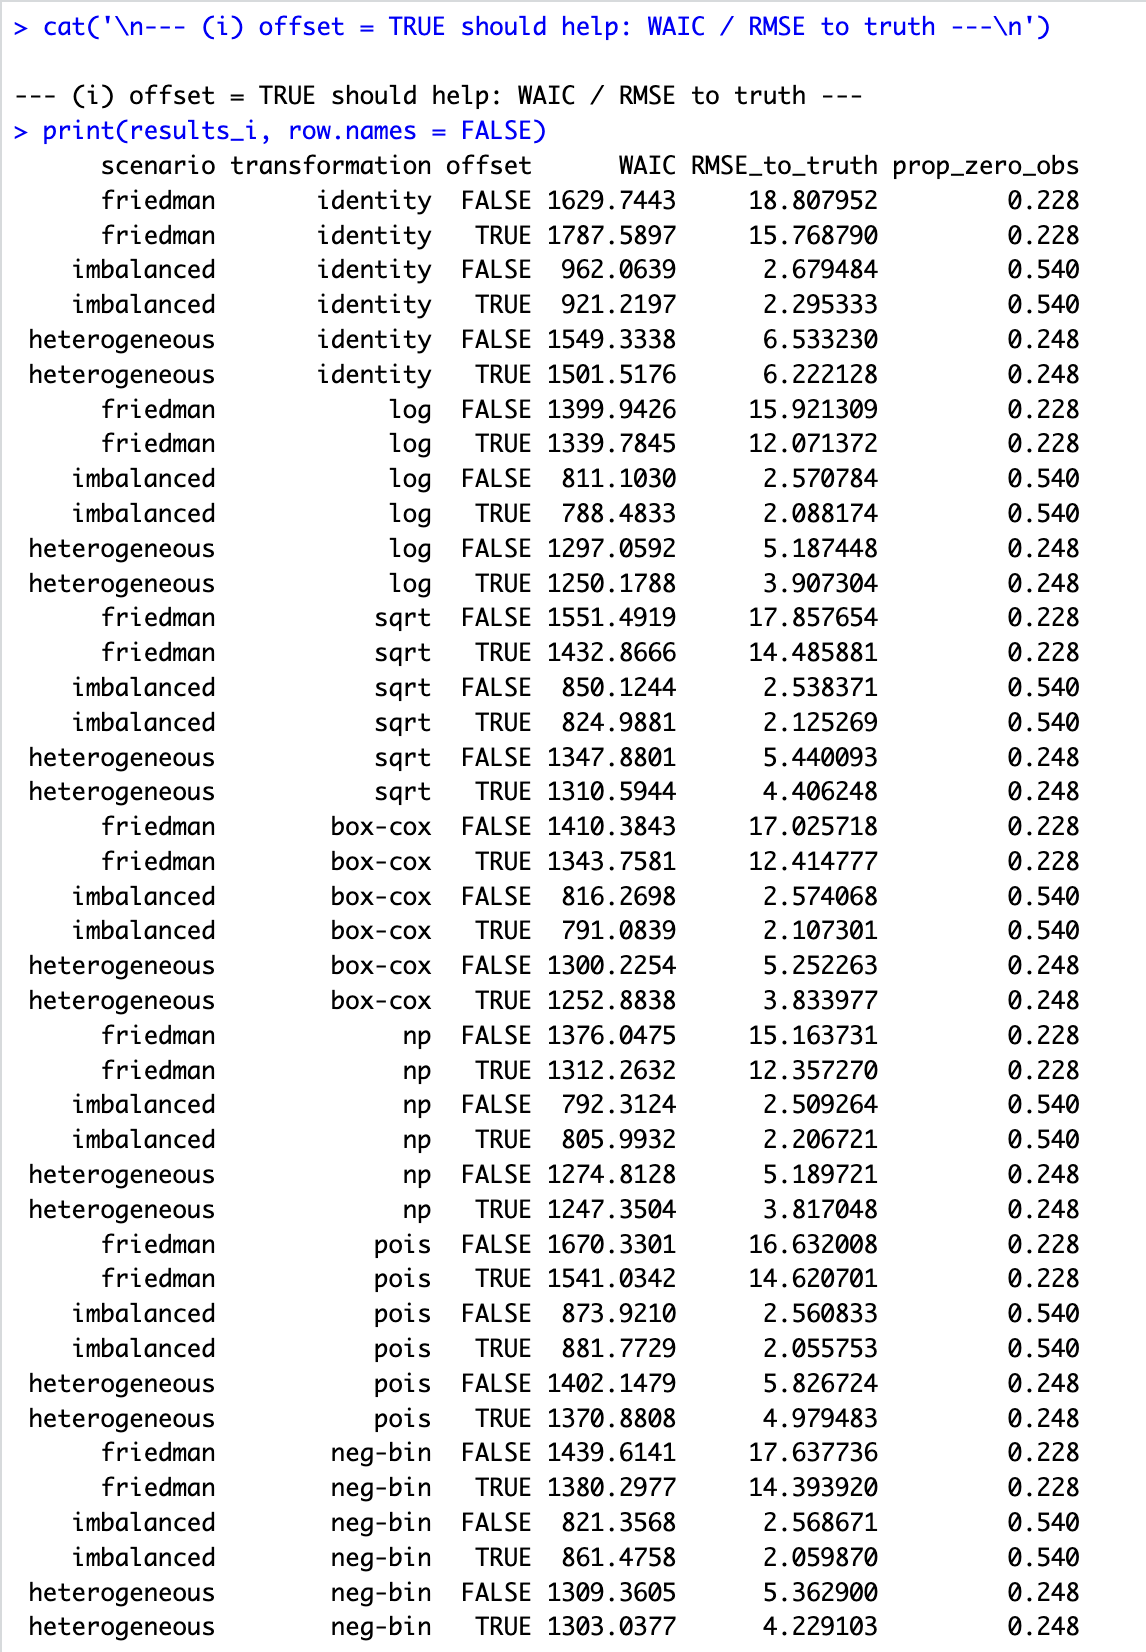 > cat('\n--- (i) offset = TRUE should help: WAIC / RMSE to truth ---\n')
--- (i) offset = TRUE should help: WAIC / RMSE to truth ---
> print(results_i, row.names = FALSE)
scenario transformation offset WAIC RMSE_to_truth prop_zero_obs
friedman identity FALSE 1629.7443 18.807952 0.228
friedman identity TRUE 1787.5897 15.768790 0.228
imbalanced identity FALSE 962.0639 2.679484 0.540
imbalanced identity TRUE 921.2197 2.295333 0.540
heterogeneous identity FALSE 1549.3338 6.533230 0.248
heterogeneous identity TRUE 1501.5176 6.222128 0.248
friedman log FALSE 1399.9426 15.921309 0.228
friedman log TRUE 1339.7845 12.071372 0.228
imbalanced log FALSE 811.1030 2.570784 0.540
imbalanced log TRUE 788.4833 2.088174 0.540
heterogeneous log FALSE 1297.0592 5.187448 0.248
heterogeneous log TRUE 1250.1788 3.907304 0.248
friedman sqrt FALSE 1551.4919 17.857654 0.228
friedman sqrt TRUE 1432.8666 14.485881 0.228
imbalanced sqrt FALSE 850.1244 2.538371 0.540
imbalanced sqrt TRUE 824.9881 2.125269 0.540
heterogeneous sqrt FALSE 1347.8801 5.440093 0.248
heterogeneous sqrt TRUE 1310.5944 4.406248 0.248
friedman box-cox FALSE 1410.3843 17.025718 0.228
friedman box-cox TRUE 1343.7581 12.414777 0.228
imbalanced box-cox FALSE 816.2698 2.574068 0.540
imbalanced box-cox TRUE 791.0839 2.107301 0.540
heterogeneous box-cox FALSE 1300.2254 5.252263 0.248
heterogeneous box-cox TRUE 1252.8838 3.833977 0.248
friedman np FALSE 1376.0475 15.163731 0.228
friedman np TRUE 1312.2632 12.357270 0.228
imbalanced np FALSE 792.3124 2.509264 0.540
imbalanced np TRUE 805.9932 2.206721 0.540
heterogeneous np FALSE 1274.8128 5.189721 0.248
heterogeneous np TRUE 1247.3504 3.817048 0.248
friedman pois FALSE 1670.3301 16.632008 0.228
friedman pois TRUE 1541.0342 14.620701 0.228
imbalanced pois FALSE 873.9210 2.560833 0.540
imbalanced pois TRUE 881.7729 2.055753 0.540
heterogeneous pois FALSE 1402.1479 5.826724 0.248
heterogeneous pois TRUE 1370.8808 4.979483 0.248
friedman neg-bin FALSE 1439.6141 17.637736 0.228
friedman neg-bin TRUE 1380.2977 14.393920 0.228
imbalanced neg-bin FALSE 821.3568 2.568671 0.540
imbalanced neg-bin TRUE 861.4758 2.059870 0.540
heterogeneous neg-bin FALSE 1309.3605 5.362900 0.248
heterogeneous neg-bin TRUE 1303.0377 4.229103 0.248